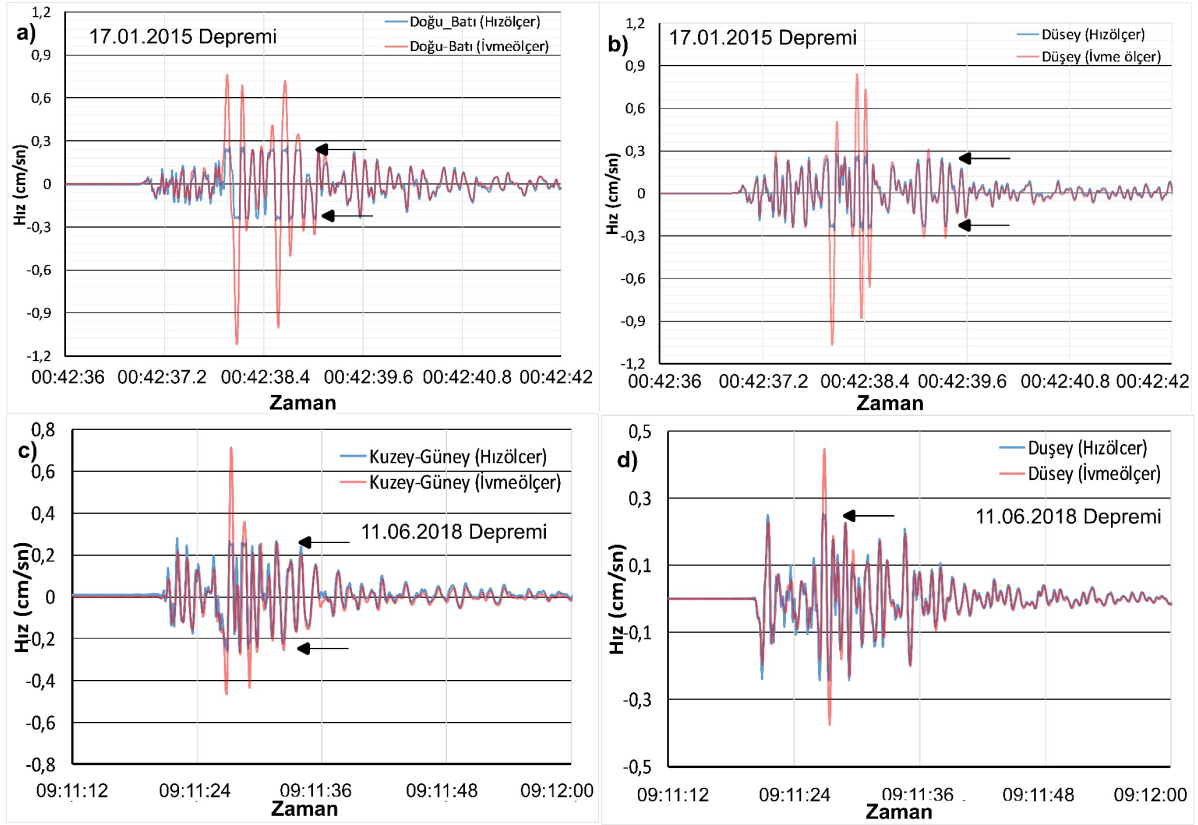 a)
17.01.2015 Depremi
Doğu_Batı (Hızölçer)
Doğu-Batı (İvmeölçer)
1,2
0,9
0,6
0,3
0
-0,3
-0,6
-0,9
-1,2
Hız (cm/sn)
00:42:36 00:42:37.2 00:42:38.4 00:42:39.6 00:42:40.8 00:42:42
Zaman
b)
17.01.2015 Depremi
Düsey (Hızölçer)
Düşey (İvme ölçer)
1,2
0,9
0,6
0,3
0
-0,3
-0,6
-0,9
-1,2
Hız (cm/sn)
00:42:36 00:42:37.2 00:42:38.4 00:42:39.6 00:42:40.8 00:42:42
Zaman
c)
Kuzey-Güney (Hızölcer)
Kuzey-Güney (İvmeölçer)
11.06.2018 Depremi
0,8
0,6
0,4
0,2
0
-0,2
-0,4
-0,6
-0,8
Hız (cm/sn)
09:11:12 09:11:24 09:11:36 09:11:48 09:12:00
Zaman
d)
Duşey (Hızölcer)
Düsey (İvmeölçer)
11.06.2018 Depremi
0,5
0,3
0,1
-0,1
-0,3
-0,5
Hız (cm/sn)
09:11:12 09:11:24 09:11:36 09:11:48 09:12:00
Zaman